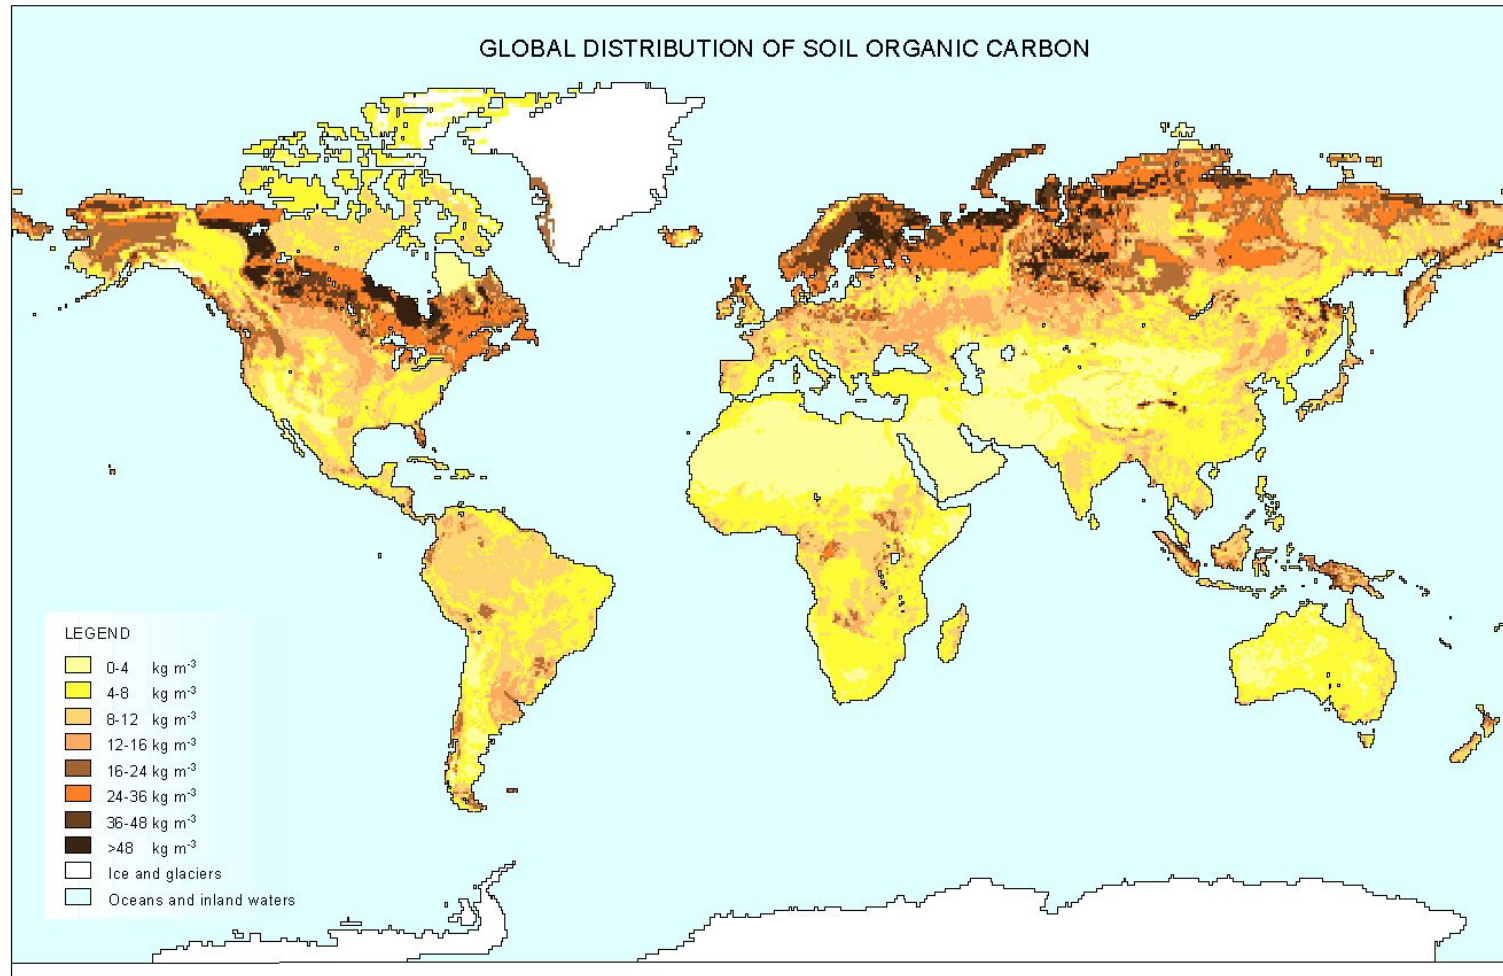 GLOBAL DISTRIBUTION OF SOIL ORGANIC CARBON
LEGEND
0-4 kg m⁻³
4-8 kg m⁻³
8-12 kg m⁻³
12-16 kg m⁻³
16-24 kg m⁻³
24-36 kg m⁻³
36-48 kg m⁻³
>48 kg m⁻³
Ice and glaciers
Oceans and inland waters